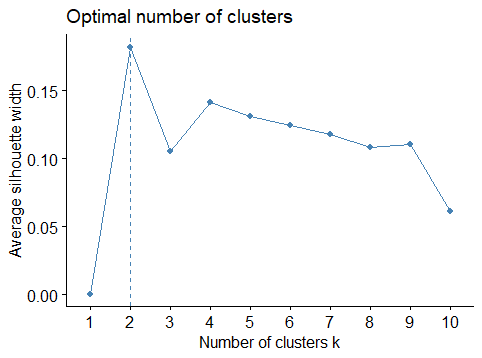 Optimal number of clusters
Average silhouette width
0.15
0.10
0.05
0.00
1 2 3 4 5 6 7 8 9 10
Number of clusters k